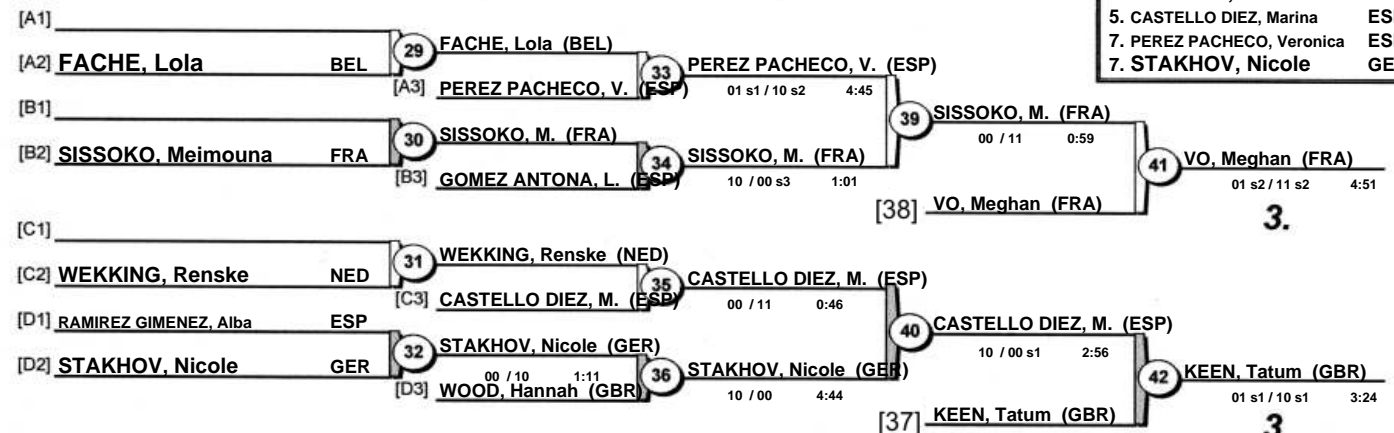 5. CASTELLO DIEZ, Marina ES
7. PEREZ PACHECO, Veronica ES
7. STAKHOV, Nicole GE
[A1]
[A2] FACHE, Lola BEL
29 FACHE, Lola (BEL)
[A3] PEREZ PACHECO, V. (ESP)
33 PEREZ PACHECO, V. (ESP)
01 s1 / 10 s2 4:45
[B1]
[B2] SISSOKO, Meimouna FRA
30 SISSOKO, M. (FRA)
[B3] GOMEZ ANTONA, L. (ESP)
34 SISSOKO, M. (FRA)
10 / 00 s3 1:01
39 SISSOKO, M. (FRA)
00 / 11 0:59
[38] VO, Meghan (FRA)
41 VO, Meghan (FRA)
01 s2 / 11 s2 4:51
3.
[C1]
[C2] WEKKING, Renske NED
31 WEKKING, Renske (NED)
[C3] CASTELLO DIEZ, M. (ESP)
35 CASTELLO DIEZ, M. (ESP)
00 / 11 0:46
[D1] RAMIREZ GIMENEZ, Alba ESP
[D2] STAKHOV, Nicole GER
32 STAKHOV, Nicole (GER)
00 / 10 1:11
[D3] WOOD, Hannah (GBR)
36 STAKHOV, Nicole (GER)
10 / 00 4:44
40 CASTELLO DIEZ, M. (ESP)
10 / 00 s1 2:56
[37] KEEN, Tatum (GBR)
42 KEEN, Tatum (GBR)
01 s1 / 10 s1 3:24
3